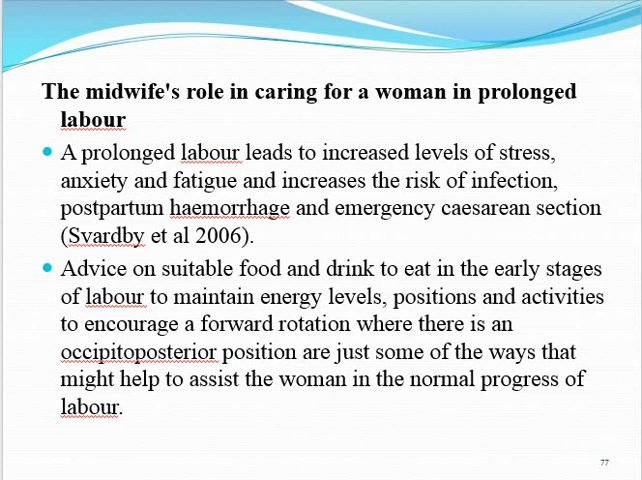 The midwife's role in caring for a woman in prolonged
labour
A prolonged labour leads to increased levels of stress,
anxiety and fatigue and increases the risk of infection,
postpartum haemorrhage and emergency caesarean section
(Svardby et al 2006).
Advice on suitable food and drink to eat in the early stages
of labour to maintain energy levels, positions and activities
to encourage a forward rotation where there is an
occipitoposterior position are just some of the ways that
might help to assist the woman in the normal progress of
labour.
77